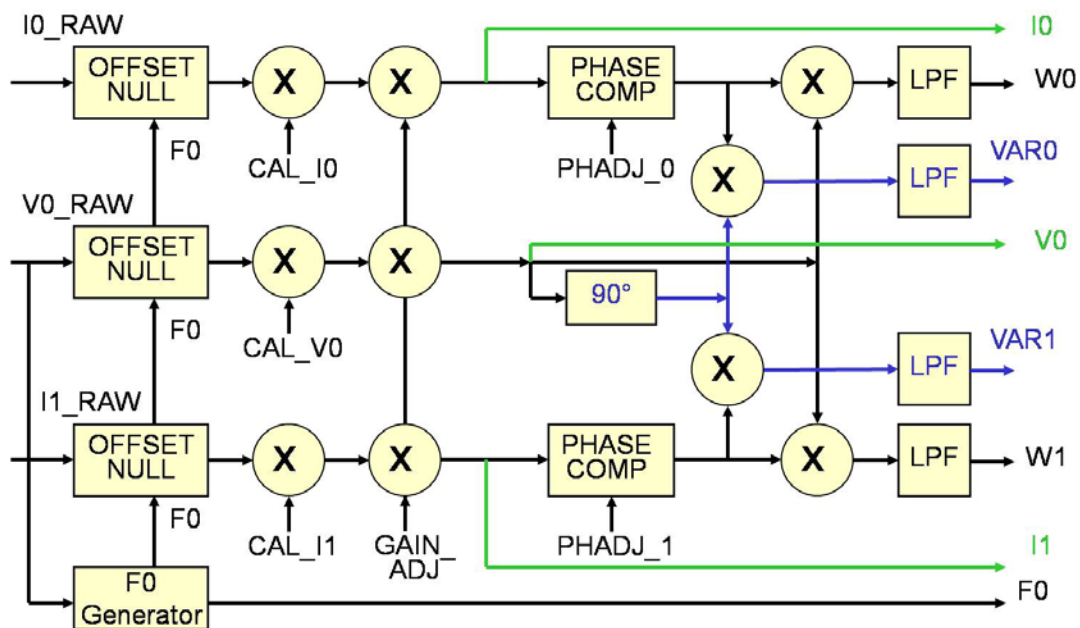 I0_RAW
I0
OFFSET
NULL
X
X
PHASE
COMP
X
LPF
W0
F0
CAL_I0
PHADJ_0
X
LPF
VAR0
V0_RAW
V0
OFFSET
NULL
X
X
90°
F0
CAL_V0
X
LPF
VAR1
I1_RAW
OFFSET
NULL
X
X
PHASE
COMP
X
LPF
W1
F0
CAL_I1
GAIN_
ADJ
PHADJ_1
I1
F0
Generator
F0